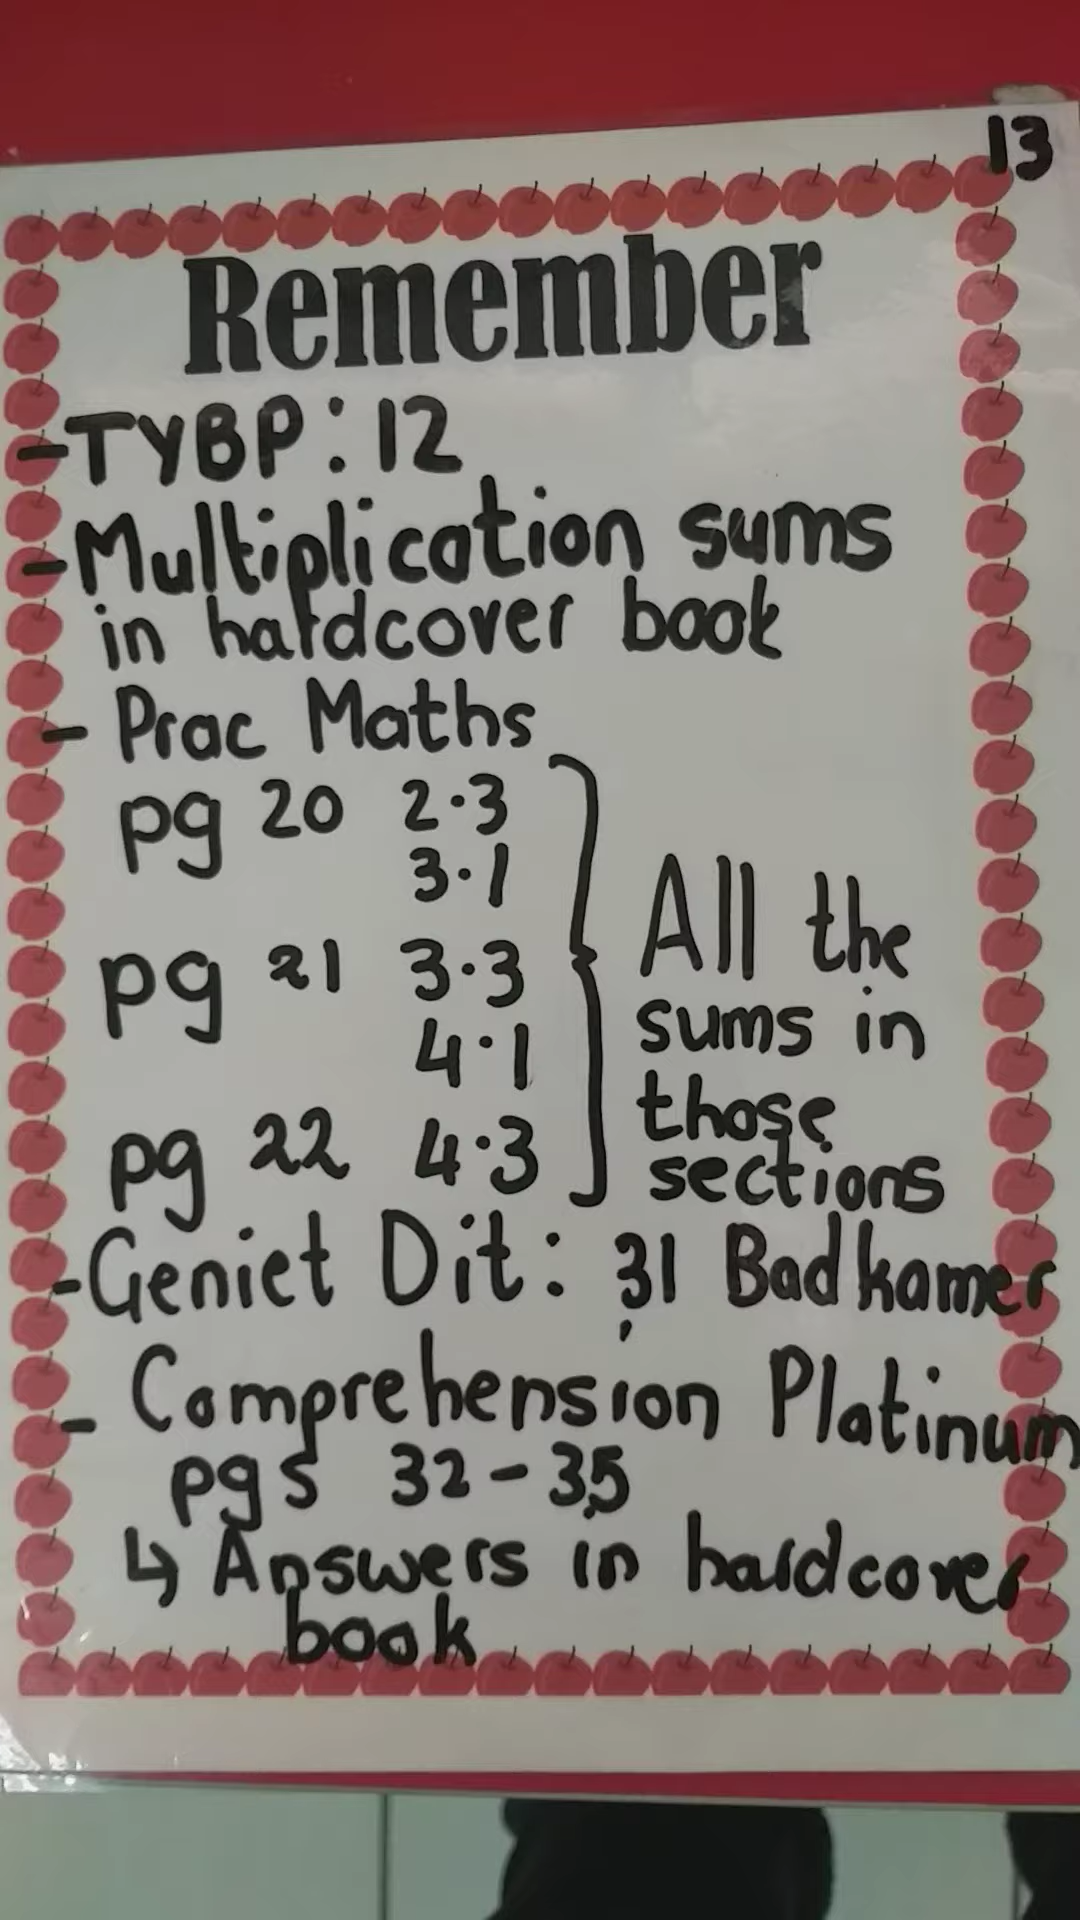 13
Remember
-TYBP: 12
-Multiplication sums
in hardcover book
- Prac Maths
pg 20 2.3
3.1
pg 21 3.3
4.1
pg 22 4.3
All the
sums in
those
sections
-Geniet Dit: 31 Badkamer
- Comprehension Platinum
pgs 32-35
↳ Answers in hardcover
book